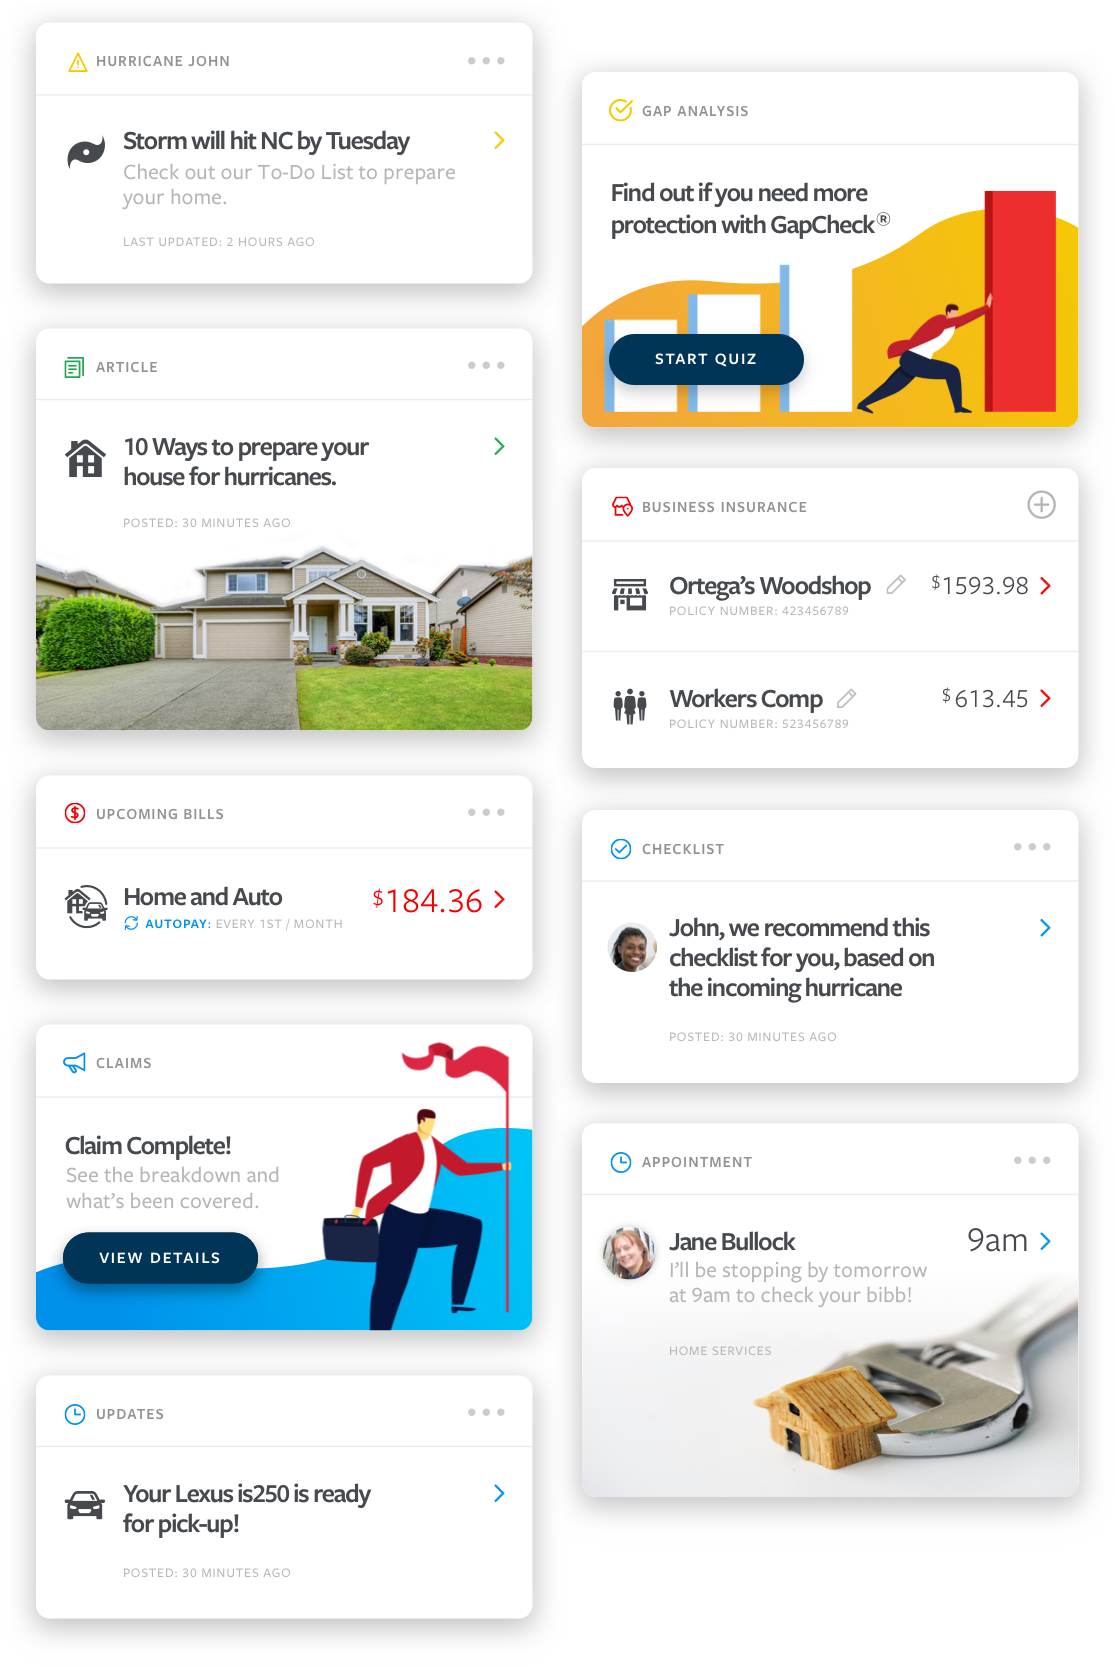 HURRICANE JOHN
Storm will hit NC by Tuesday
Check out our To-Do List to prepare
your home.
LAST UPDATED: 2 HOURS AGO
ARTICLE
10 Ways to prepare your
house for hurricanes.
POSTED: 30 MINUTES AGO
UPCOMING BILLS
Home and Auto
$184.36
AUTOPAY: EVERY 1ST / MONTH
CLAIMS
Claim Complete!
See the breakdown and
what's been covered.
VIEW DETAILS
UPDATES
Your Lexus is250 is ready
for pick-up!
POSTED: 30 MINUTES AGO
GAP ANALYSIS
Find out if you need more
protection with GapCheck®
START QUIZ
BUSINESS INSURANCE
Ortega's Woodshop
$1593.98
POLICY NUMBER: 423456789
Workers Comp
$613.45
POLICY NUMBER: 523456789
CHECKLIST
John, we recommend this
checklist for you, based on
the incoming hurricane
POSTED: 30 MINUTES AGO
APPOINTMENT
Jane Bullock
9am
I'll be stopping by tomorrow
at 9am to check your bibb!
HOME SERVICES